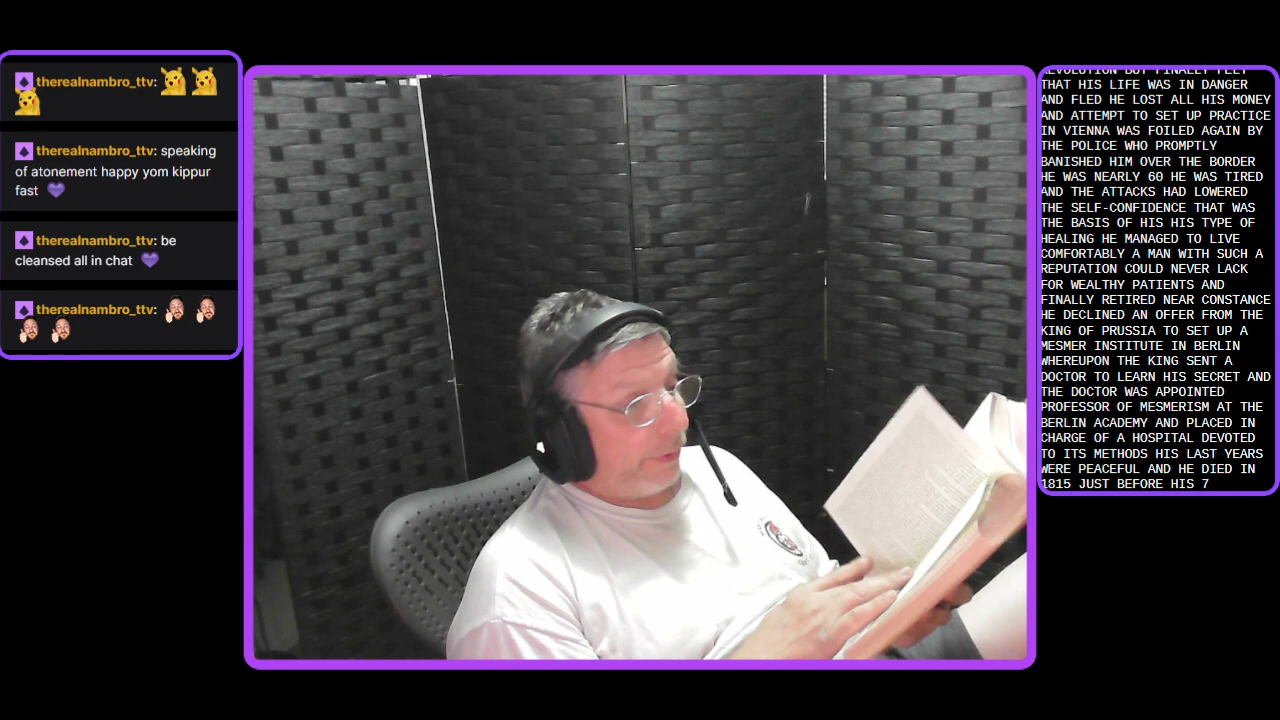 therealnambro_ttv:
therealnambro_ttv: speaking
of atonement happy yom kippur
fast
therealnambro_ttv: be
cleansed all in chat
therealnambro_ttv:
REVOLUTION BUT FINALLY FELT
THAT HIS LIFE WAS IN DANGER
AND FLED HE LOST ALL HIS MONEY
AND ATTEMPT TO SET UP PRACTICE
IN VIENNA WAS FOILED AGAIN BY
THE POLICE WHO PROMPTLY
BANISHED HIM OVER THE BORDER
HE WAS NEARLY 60 HE WAS TIRED
AND THE ATTACKS HAD LOWERED
THE SELF-CONFIDENCE THAT WAS
THE BASIS OF HIS HIS TYPE OF
HEALING HE MANAGED TO LIVE
COMFORTABLY A MAN WITH SUCH A
REPUTATION COULD NEVER LACK
FOR WEALTHY PATIENTS AND
FINALLY RETIRED NEAR CONSTANCE
HE DECLINED AN OFFER FROM THE
KING OF PRUSSIA TO SET UP A
MESMER INSTITUTE IN BERLIN
WHEREUPON THE KING SENT A
DOCTOR TO LEARN HIS SECRET AND
THE DOCTOR WAS APPOINTED
PROFESSOR OF MESMERISM AT THE
BERLIN ACADEMY AND PLACED IN
CHARGE OF A HOSPITAL DEVOTED
TO ITS METHODS HIS LAST YEARS
WERE PEACEFUL AND HE DIED IN
1815 JUST BEFORE HIS 7